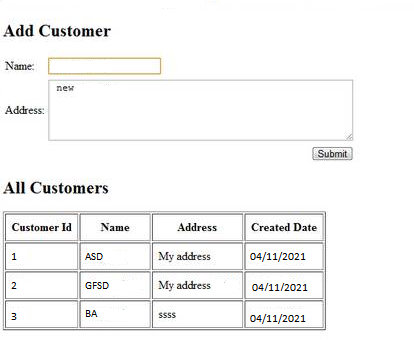 Add Customer
Name:
new
Address:
Submit
All Customers
Customer Id Name Address Created Date
1 ASD My address 04/11/2021
2 GFSD My address 04/11/2021
3 BA ssss 04/11/2021